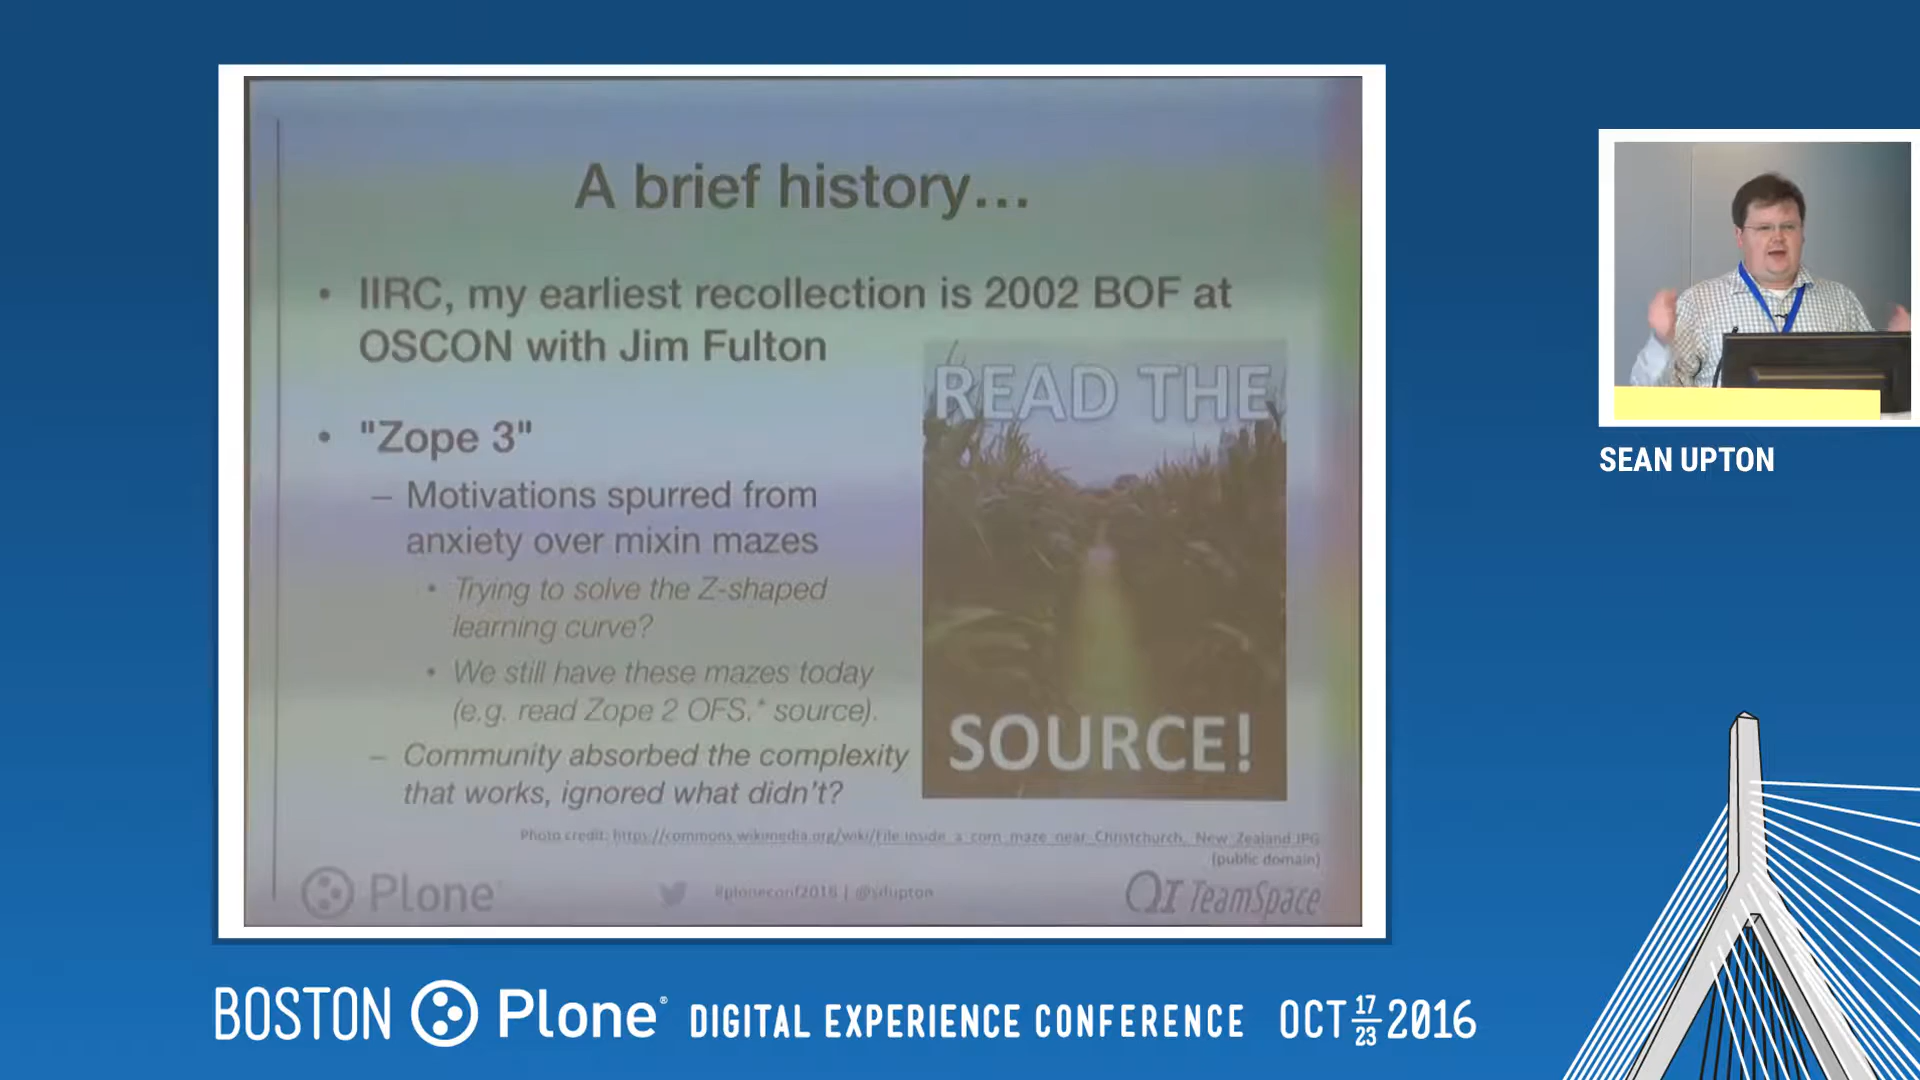 A brief history...
• IIRC, my earliest recollection is 2002 BOF at
OSCON with Jim Fulton
• "Zope 3"
– Motivations spurred from
anxiety over mixin mazes
• Trying to solve the Z-shaped
learning curve?
• We still have these mazes today
(e.g. read Zope 2 OFS.* source).
– Community absorbed the complexity
that works, ignored what didn't?
READ THE
SOURCE!
Photo credit: https://commons.wikimedia.org/wiki/File:Inside_a_corn_maze_near_Christchurch,_New_Zealand.JPG
(public domain)
Plone
#ploneconf2016 | @sdupton
QI TeamSpace
SEAN UPTON
BOSTON Plone® DIGITAL EXPERIENCE CONFERENCE OCT 17 23 2016